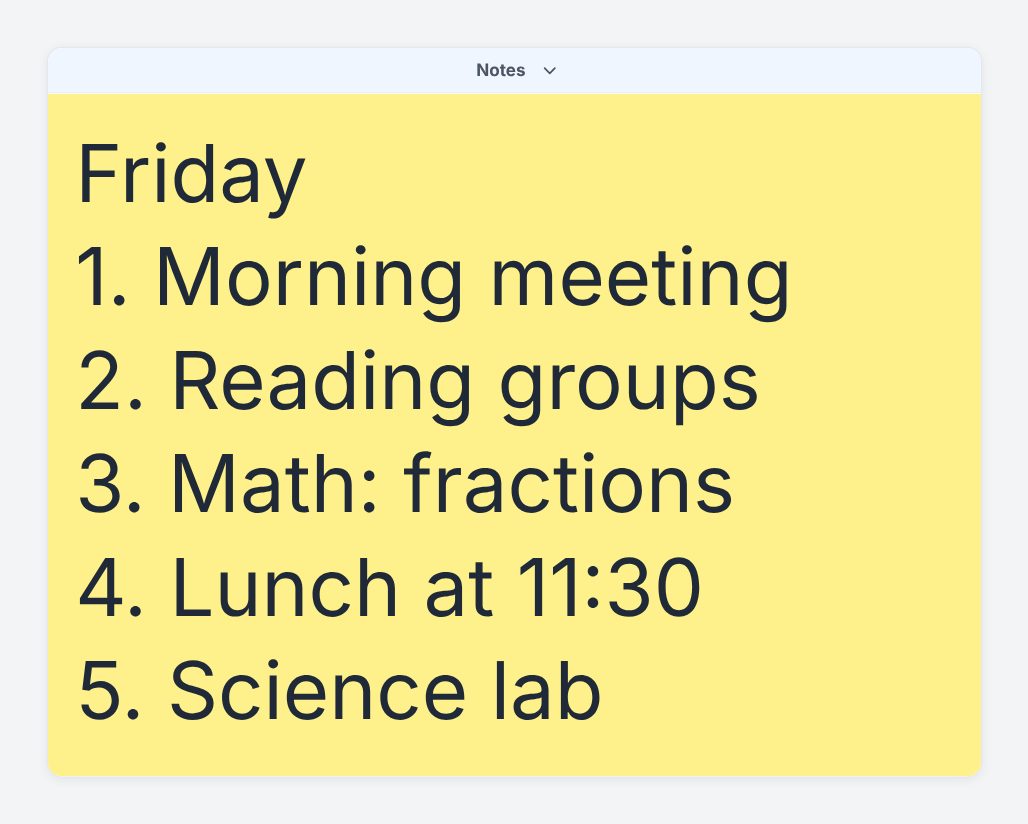 Notes
Friday
1. Morning meeting
2. Reading groups
3. Math: fractions
4. Lunch at 11:30
5. Science lab